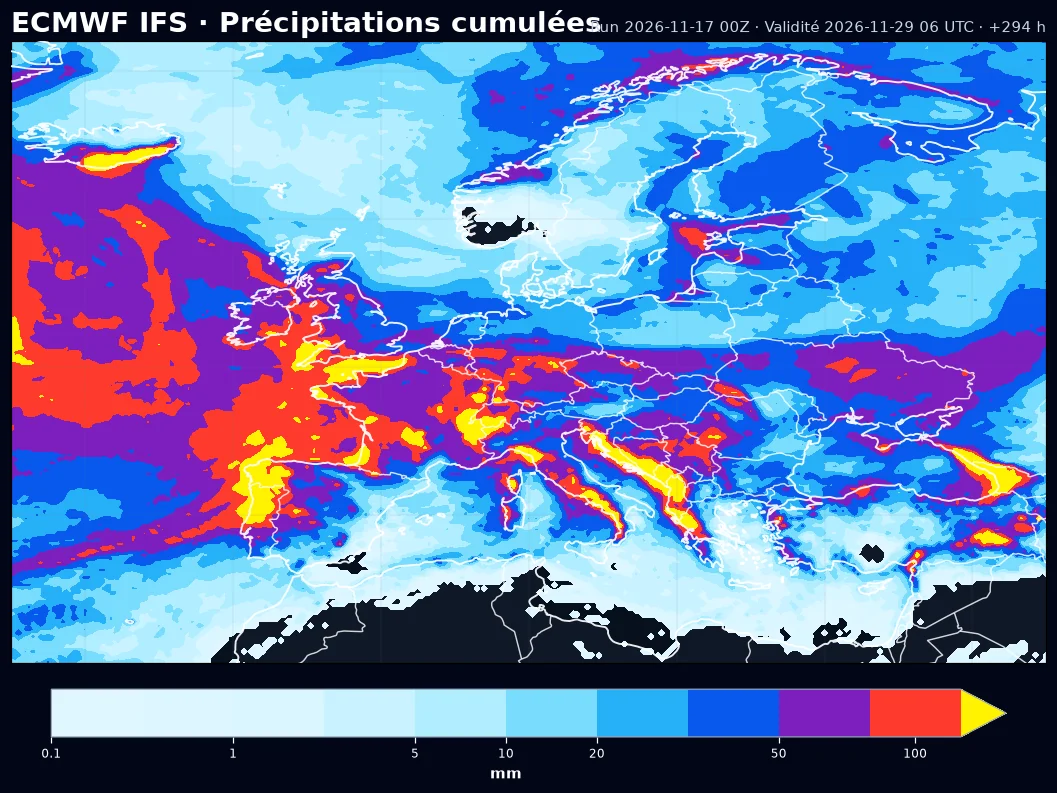 ECMWF IFS · Précipitations cumulées
Run 2026-11-17 00Z · Validité 2026-11-29 06 UTC · +294 h
0.1 1 5 10 20 50 100
mm